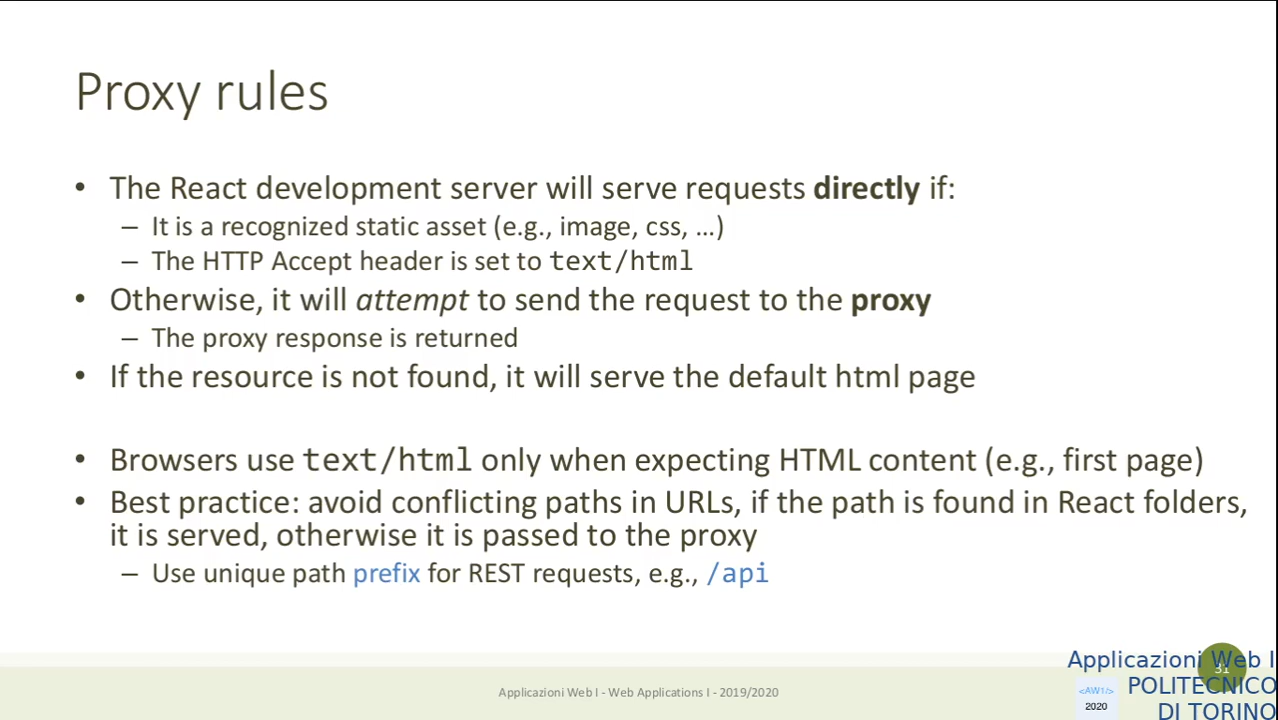 Proxy rules
• The React development server will serve requests directly if:
– It is a recognized static asset (e.g., image, css, …)
– The HTTP Accept header is set to text/html
• Otherwise, it will attempt to send the request to the proxy
– The proxy response is returned
• If the resource is not found, it will serve the default html page
• Browsers use text/html only when expecting HTML content (e.g., first page)
• Best practice: avoid conflicting paths in URLs, if the path is found in React folders,
it is served, otherwise it is passed to the proxy
– Use unique path prefix for REST requests, e.g., /api
Applicazioni Web I - Web Applications I - 2019/2020
31
Applicazioni Web I
POLITECNICO
DI TORINO
<AW1/>
2020